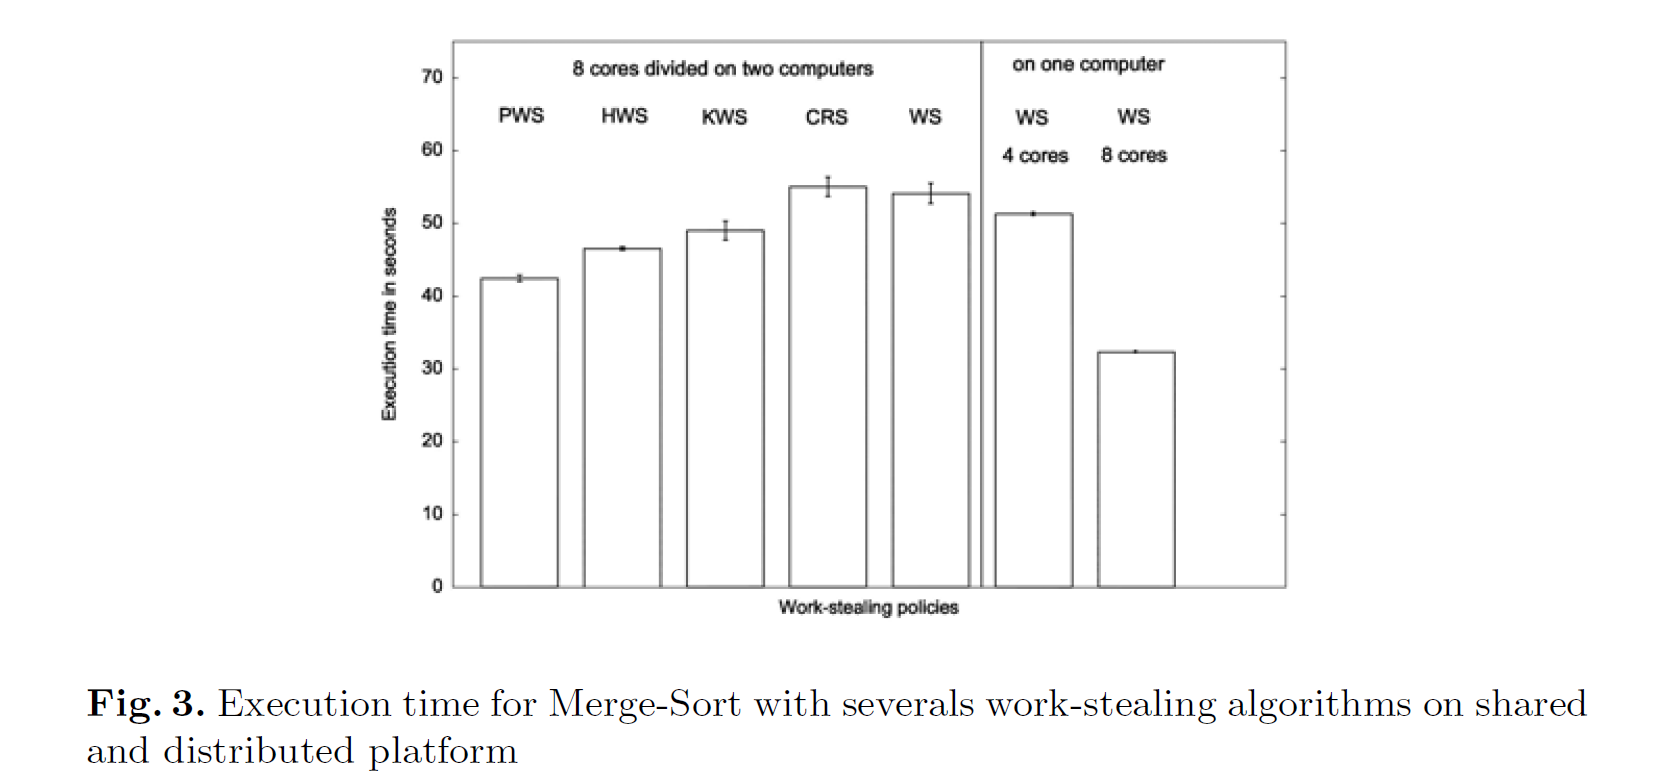 8 cores divided on two computers
on one computer
PWS HWS KWS CRS WS WS WS
4 cores 8 cores
70
60
50
40
30
20
10
0
Execution time in seconds
Work-stealing policies
Fig. 3. Execution time for Merge-Sort with severals work-stealing algorithms on shared
and distributed platform